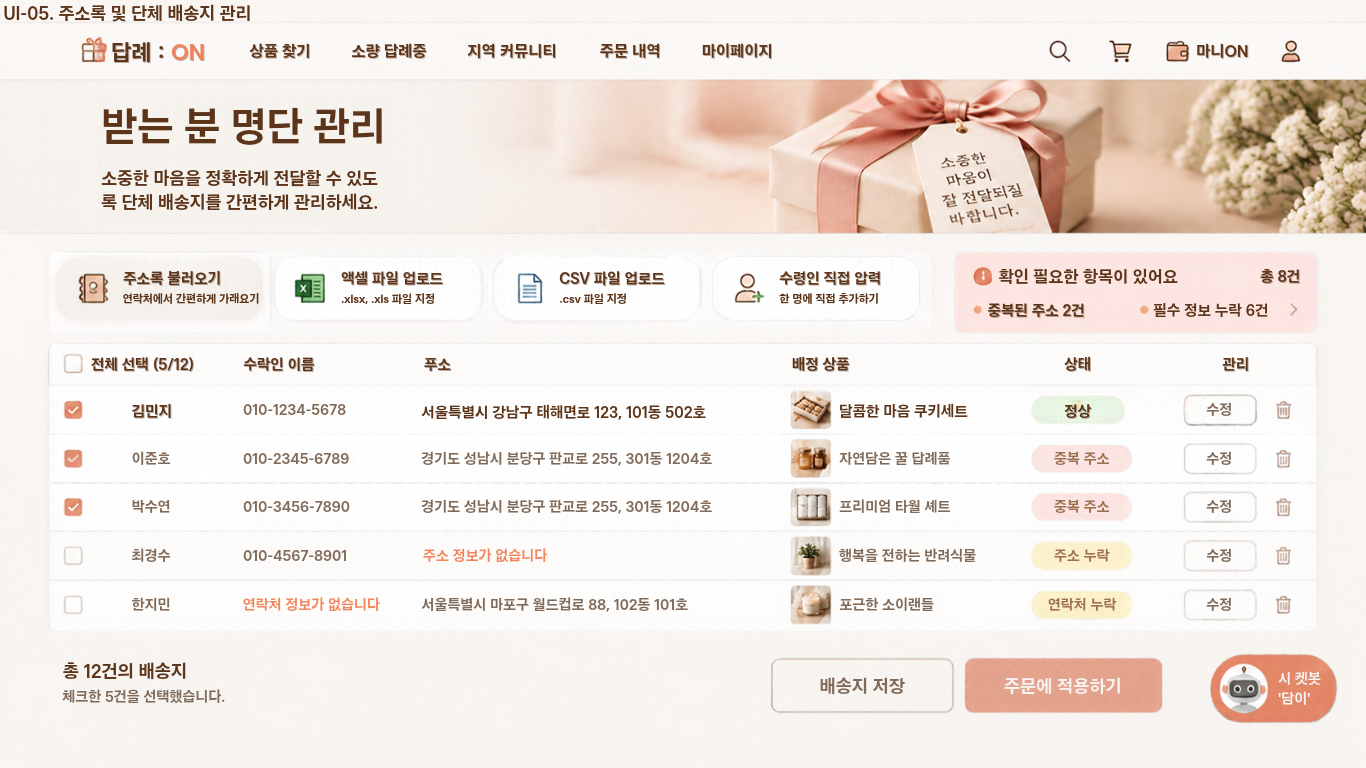 UI-05. 주소록 및 단체 배송지 관리
답례 : ON
상품 찾기
소량 답례중
지역 커뮤니티
주문 내역
마이페이지
마니ON
받는 분 명단 관리
소중한 마음을 정확하게 전달할 수 있도
록 단체 배송지를 간편하게 관리하세요.
소중한
마음이
잘 전달되길
바합니다.
주소록 불러오기
연락처에서 간편하게 가래요기
액셀 파일 업로드
.xlsx, .xls 파일 지정
CSV 파일 업로드
.csv 파일 지정
수령인 직접 압력
한 명에 직접 추가하기
확인 필요한 항목이 있어요
총 8건
중복된 주소 2건
필수 정보 누락 6건
전체 선택 (5/12)
수락인 이름
푸소
배정 상품
상태
관리
김민지
010-1234-5678
서울특별시 강남구 태해면로 123, 101동 502호
달콤한 마음 쿠키세트
정상
수정
이준호
010-2345-6789
경기도 성남시 분당구 판교로 255, 301동 1204호
자연담은 꿀 답례품
중복 주소
수정
박수연
010-3456-7890
경기도 성남시 분당구 판교로 255, 301동 1204호
프리미엄 타월 세트
중복 주소
수정
최경수
010-4567-8901
주소 정보가 없습니다
행복을 전하는 반려식물
주소 누락
수정
한지민
연락처 정보가 없습니다
서울특별시 마포구 월드컵로 88, 102동 101호
포근한 소이랜들
연락처 누락
수정
총 12건의 배송지
체크한 5건을 선택했습니다.
배송지 저장
주문에 적용하기
시 켓봇
'담이'